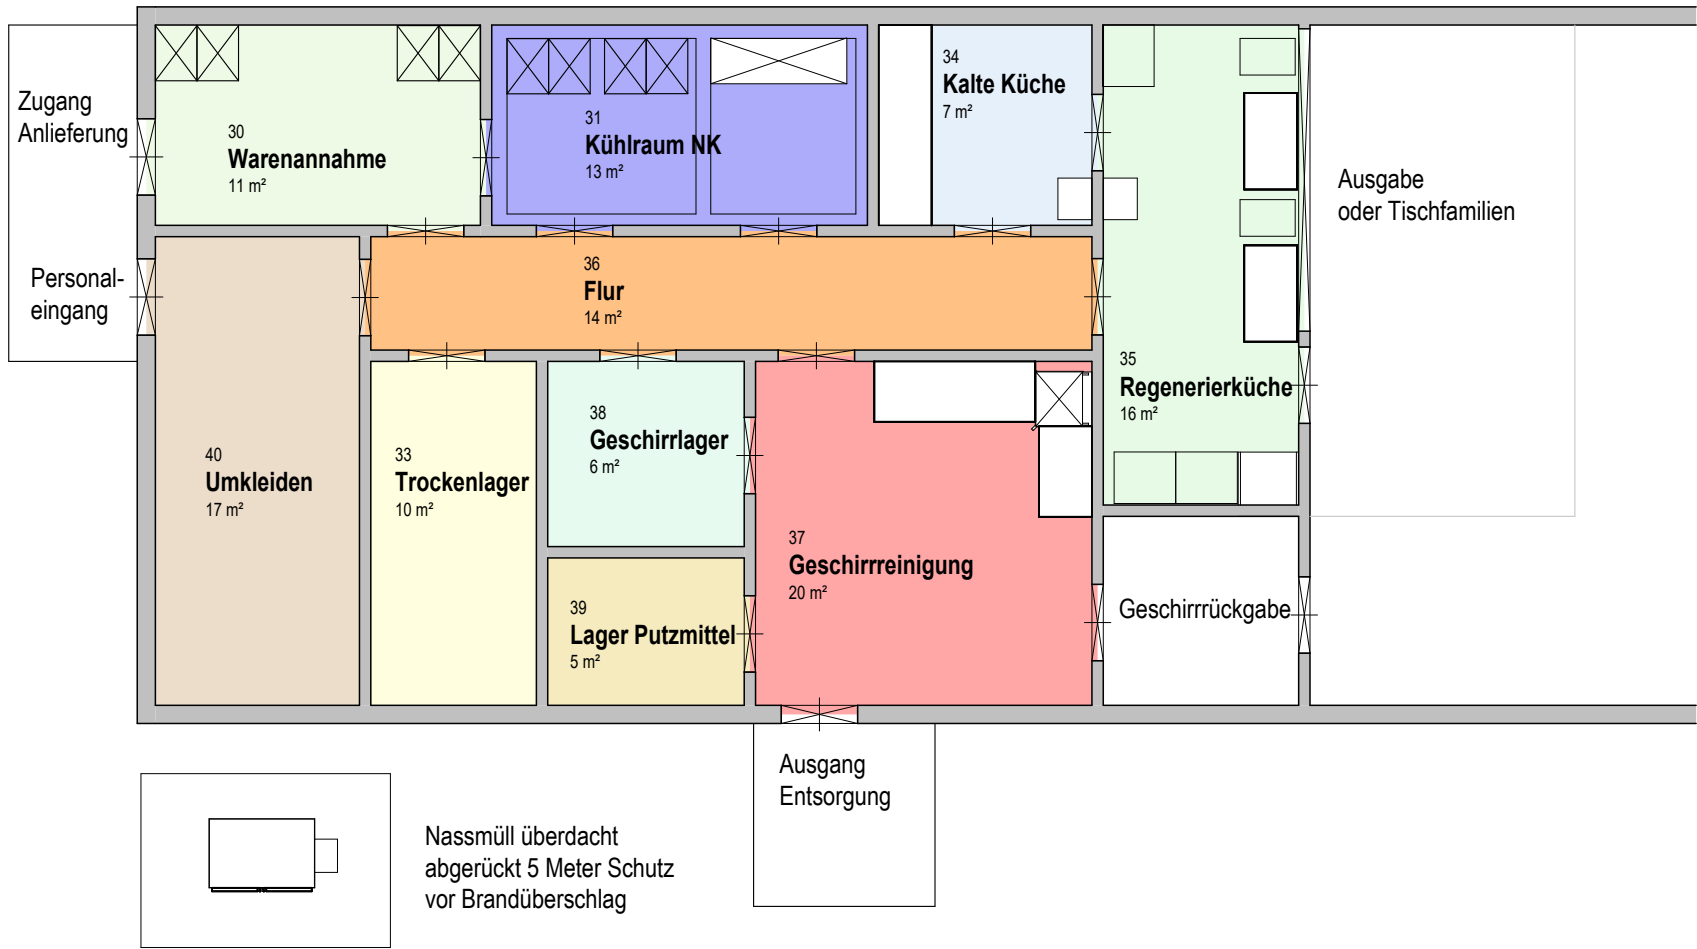 Zugang
Anlieferung
30
Warenannahme
11 m²
31
Kühlraum NK
13 m²
34
Kalte Küche
7 m²
Ausgabe
oder Tischfamilien
Personal-
eingang
36
Flur
14 m²
35
Regenerierküche
16 m²
40
Umkleiden
17 m²
33
Trockenlager
10 m²
38
Geschirrlager
6 m²
37
Geschirrreinigung
20 m²
39
Lager Putzmittel
5 m²
Geschirrrückgabe
Ausgang
Entsorgung
Nassmüll überdacht
abgerückt 5 Meter Schutz
vor Brandüberschlag